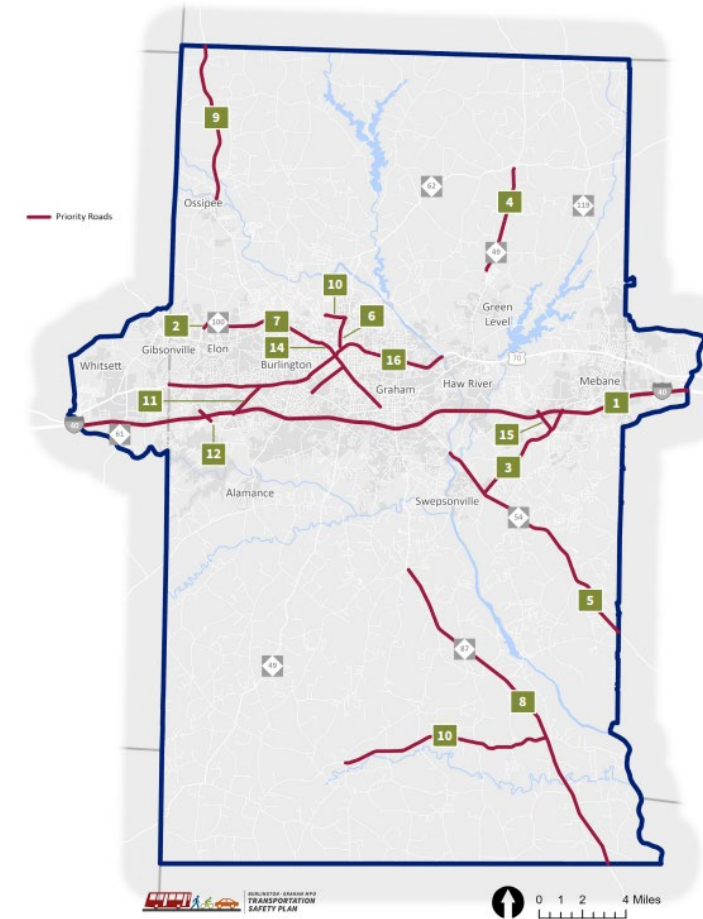 9
62
119
Ossipee
4
Priority Roads
49
10
Green
Level
2
100
7
6
Gibsonville
Elon
14
70
Whitsett
Burlington
16
Graham
Haw River
Mebane
11
1
40
40
61
12
15
3
Alamance
Swepsonville
54
5
49
87
8
10
BURLINGTON - GRAHAM MPO
TRANSPORTATION
SAFETY PLAN
0 1 2 4 Miles